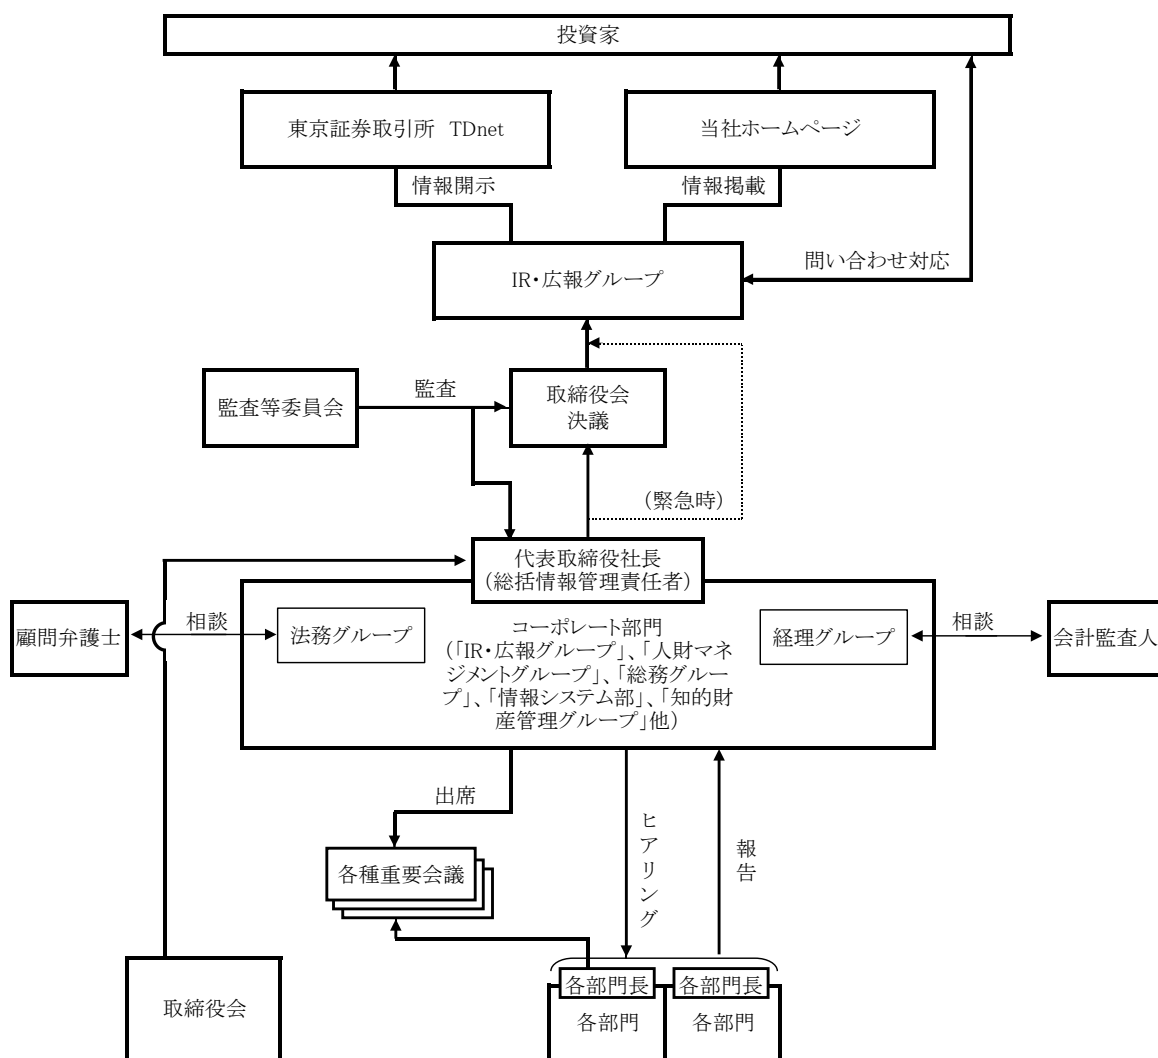 投資家
東京証券取引所　TDnet
当社ホームページ
情報開示
情報掲載
IR・広報グループ
問い合わせ対応
監査等委員会
監査
取締役会
決議
（緊急時）
代表取締役社長
（総括情報管理責任者）
顧問弁護士
相談
法務グループ
コーポレート部門
（「IR・広報グループ」、「人財マネ
ジメントグループ」、「総務グルー
プ」、「情報システム部」、「知的財
産管理グループ」他）
経理グループ
相談
会計監査人
出席
ヒアリング
報告
各種重要会議
各部門長
各部門長
取締役会
各部門
各部門